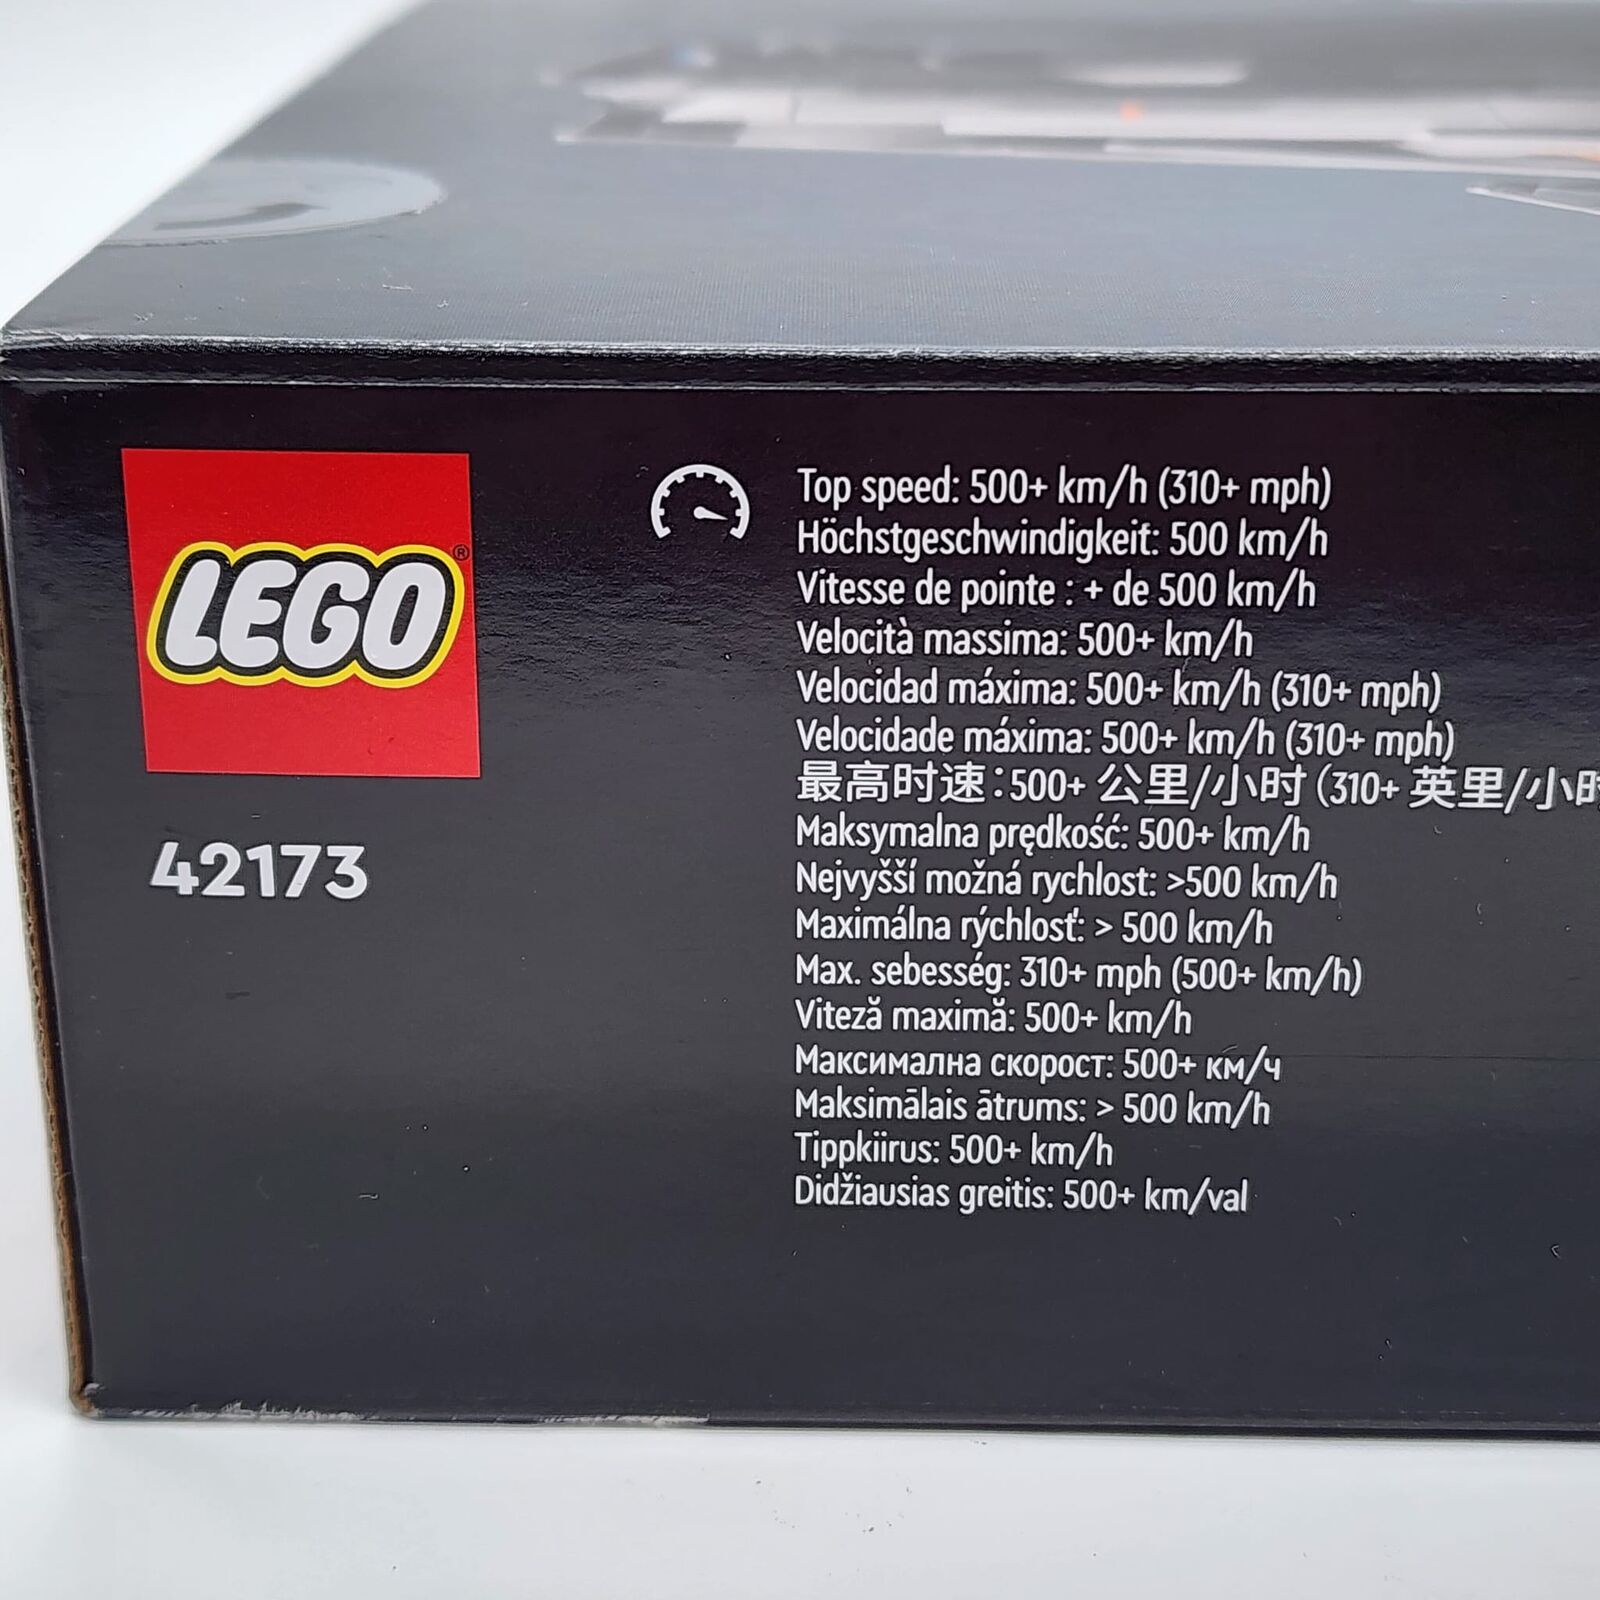 LEGO®
42173
Top speed: 500+ km/h (310+ mph)
Höchstgeschwindigkeit: 500 km/h
Vitesse de pointe : + de 500 km/h
Velocità massima: 500+ km/h
Velocidad máxima: 500+ km/h (310+ mph)
Velocidade máxima: 500+ km/h (310+ mph)
最高时速：500+ 公里/小时 (310+ 英里/小时
Maksymalna prędkość: 500+ km/h
Nejvyšší možná rychlost: >500 km/h
Maximálna rýchlosť: > 500 km/h
Max. sebesség: 310+ mph (500+ km/h)
Viteză maximă: 500+ km/h
Максимална скорост: 500+ км/ч
Maksimālais ātrums: > 500 km/h
Tippkiirus: 500+ km/h
Didžiausias greitis: 500+ km/val